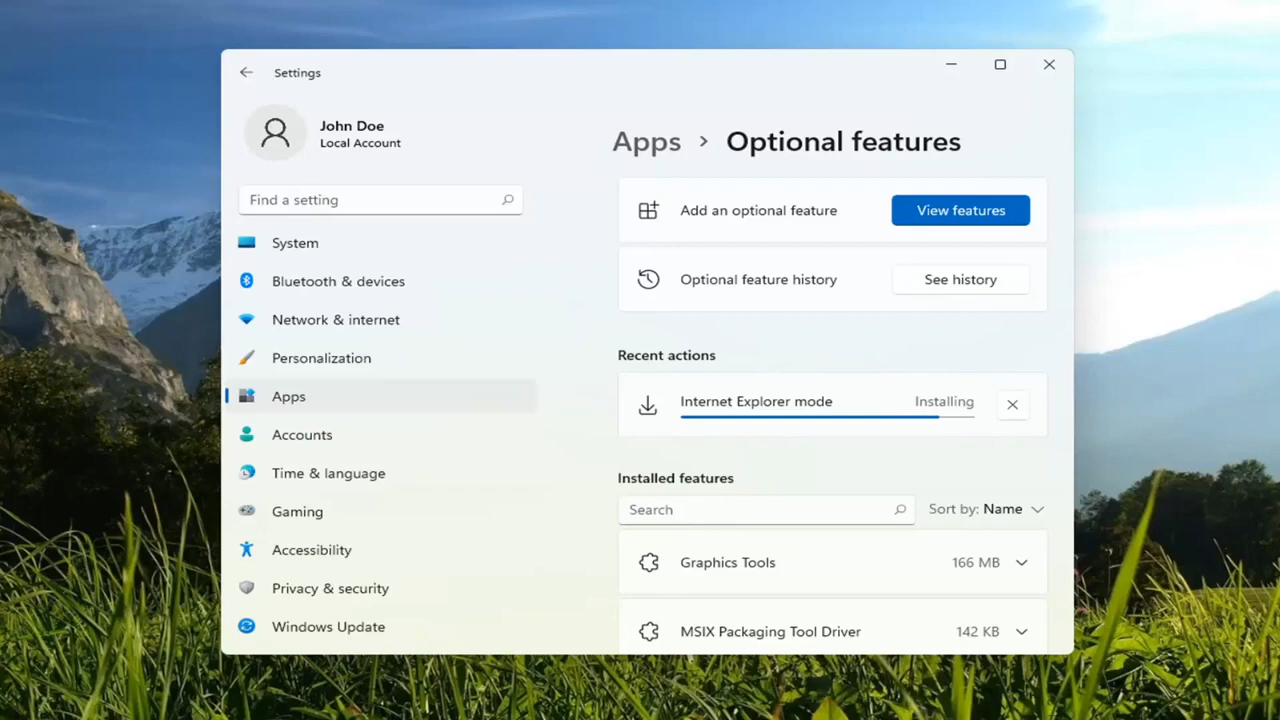 Settings
John Doe
Local Account
Find a setting
System
Bluetooth & devices
Network & internet
Personalization
Apps
Accounts
Time & language
Gaming
Accessibility
Privacy & security
Windows Update
Apps > Optional features
Add an optional feature View features
Optional feature history See history
Recent actions
Internet Explorer mode Installing
Installed features
Search Sort by: Name
Graphics Tools 166 MB
MSIX Packaging Tool Driver 142 KB